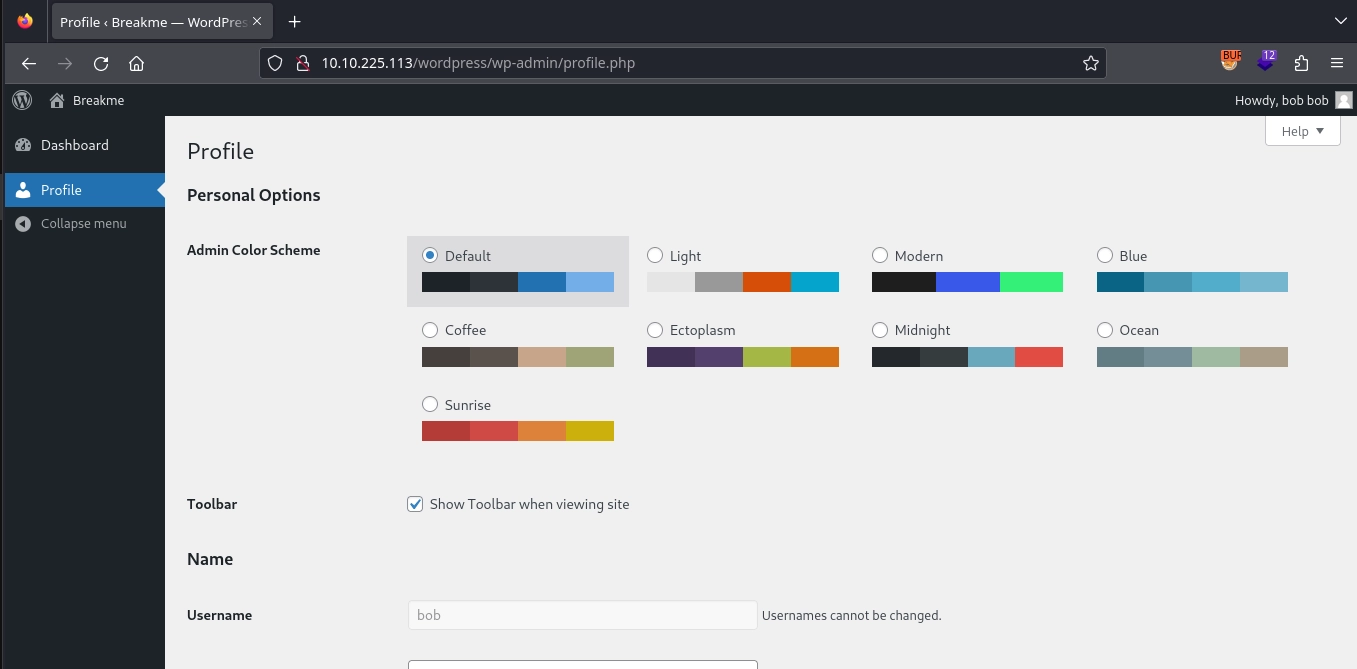 Profile ‹ Breakme — WordPres
10.10.225.113/wordpress/wp-admin/profile.php
BUR
12
Breakme
Howdy, bob bob
Dashboard
Profile
Collapse menu
Help
Profile
Personal Options
Admin Color Scheme
Default
Light
Modern
Blue
Coffee
Ectoplasm
Midnight
Ocean
Sunrise
Toolbar
Show Toolbar when viewing site
Name
Username
bob
Usernames cannot be changed.